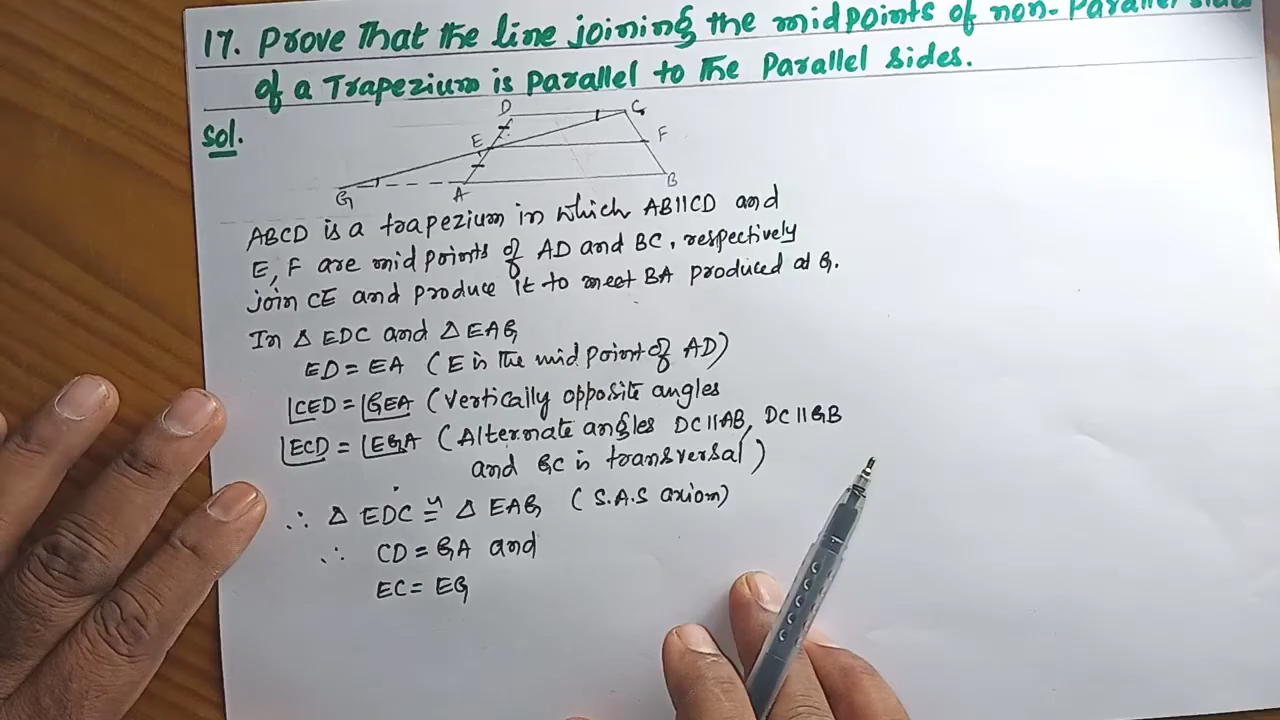 17. Prove that the line joining the midpoints of non-Parallel sides
of a Trapezium is parallel to the Parallel sides.
Sol.
D C
E F
G A B
ABCD is a trapezium in which AB||CD and
E, F are mid points of AD and BC, respectively
join CE and produce it to meet BA produced at G.
In Δ EDC and Δ EAG
ED = EA (E is the mid point of AD)
∠CED = ∠GEA (Vertically opposite angles
∠ECD = ∠EGA (Alternate angles DC||AB, DC||GB
and GC is transversal)
∴ Δ EDC ≅ Δ EAG (S.A.S axiom)
∴ CD = GA and
EC = EG